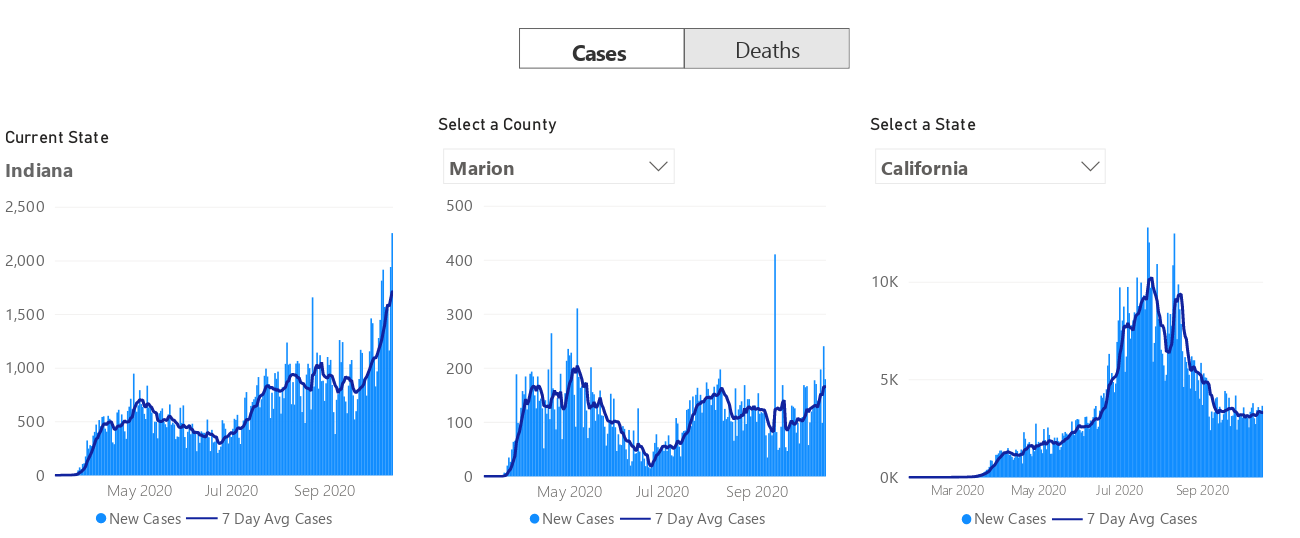 Cases
Deaths
Current State
Indiana
2,500
2,000
1,500
1,000
500
0
May 2020
Jul 2020
Sep 2020
New Cases
7 Day Avg Cases
Select a County
Marion
500
400
300
200
100
0
May 2020
Jul 2020
Sep 2020
New Cases
7 Day Avg Cases
Select a State
California
10K
5K
0K
Mar 2020
May 2020
Jul 2020
Sep 2020
New Cases
7 Day Avg Cases